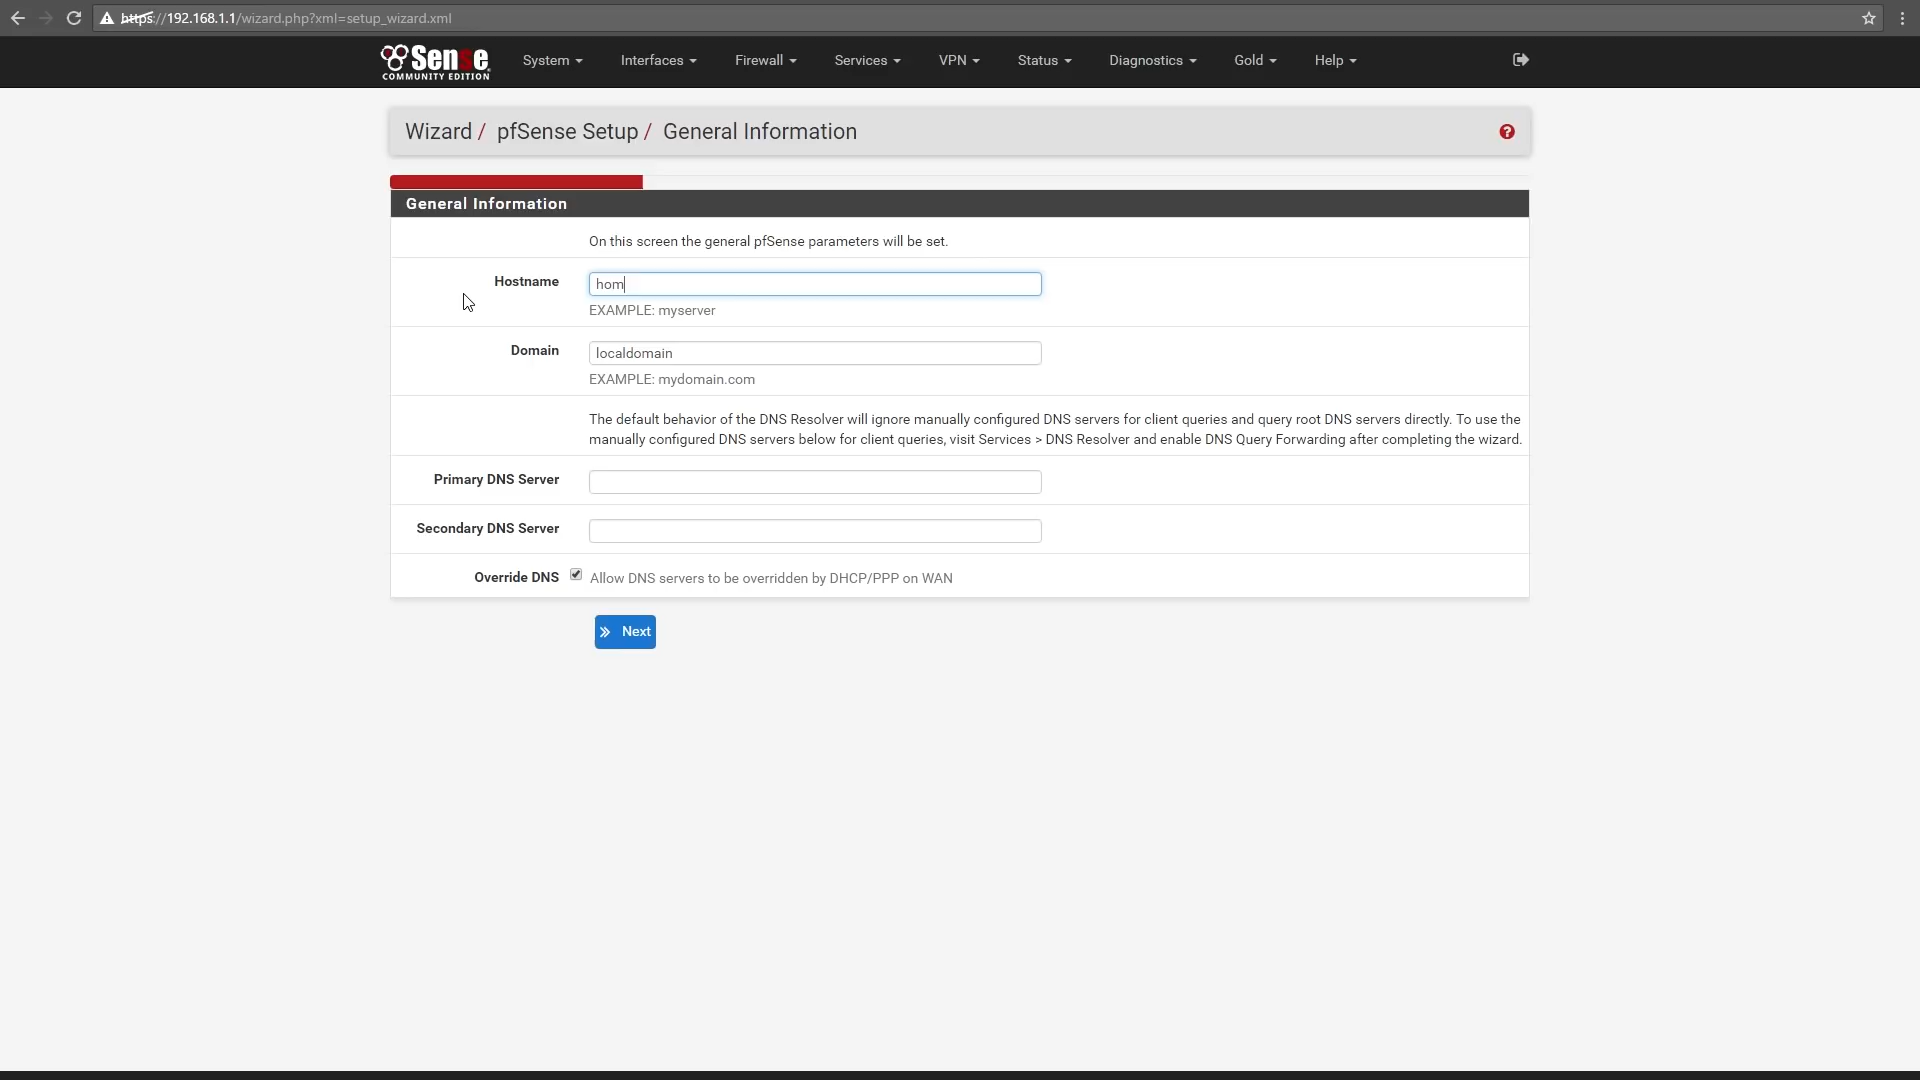 https://192.168.1.1/wizard.php?xml=setup_wizard.xml
Sense
COMMUNITY EDITION
System
Interfaces
Firewall
Services
VPN
Status
Diagnostics
Gold
Help
Wizard / pfSense Setup / General Information
General Information
On this screen the general pfSense parameters will be set.
Hostname
hom
EXAMPLE: myserver
Domain
localdomain
EXAMPLE: mydomain.com
The default behavior of the DNS Resolver will ignore manually configured DNS servers for client queries and query root DNS servers directly. To use the
manually configured DNS servers below for client queries, visit Services > DNS Resolver and enable DNS Query Forwarding after completing the wizard.
Primary DNS Server
Secondary DNS Server
Override DNS
Allow DNS servers to be overridden by DHCP/PPP on WAN
Next